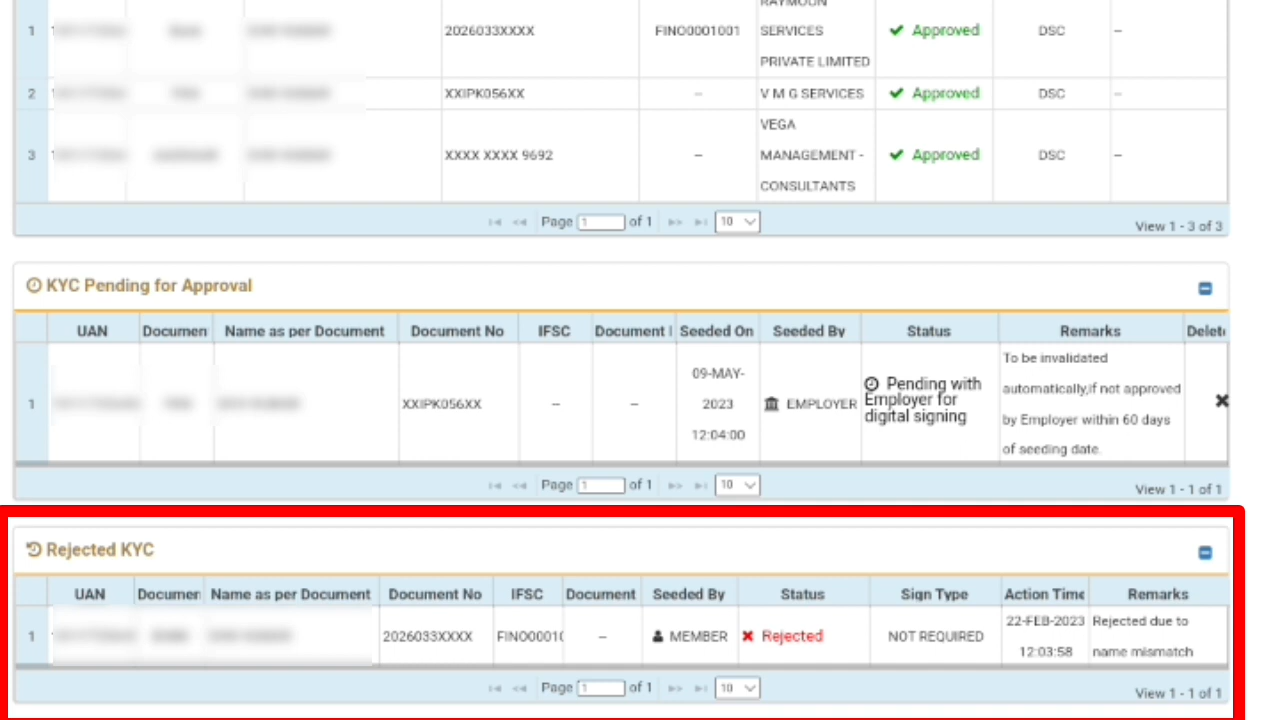 RAYMOON
1 2026033XXXX FINO0001001 SERVICES ✔ Approved DSC –
PRIVATE LIMITED
2 XXIPK056XX – V M G SERVICES ✔ Approved DSC –
VEGA
3 XXXX XXXX 9692 – MANAGEMENT - ✔ Approved DSC –
CONSULTANTS
Page 1 of 1 10 View 1 - 3 of 3
KYC Pending for Approval
UAN Documen Name as per Document Document No IFSC Document Seeded On Seeded By Status Remarks Delet
To be invalidated
09-MAY- Pending with automatically,if not approved
1 XXIPK056XX – – 2023 EMPLOYER Employer for
digital signing by Employer within 60 days
12:04:00
of seeding date.
Page 1 of 1 10 View 1 - 1 of 1
Rejected KYC
UAN Documen Name as per Document Document No IFSC Document Seeded By Status Sign Type Action Time Remarks
22-FEB-2023 Rejected due to
1 2026033XXXX FINO0001( – MEMBER ✖ Rejected NOT REQUIRED
12:03:58 name mismatch
Page 1 of 1 10 View 1 - 1 of 1